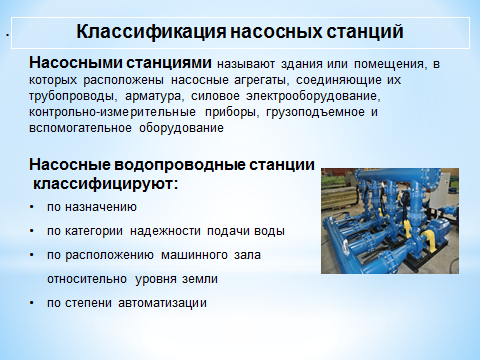 Классификация насосных станций
Насосными станциями называют здания или помещения, в
которых расположены насосные агрегаты, соединяющие их
трубопроводы, арматура, силовое электрооборудование,
контрольно-измерительные приборы, грузоподъемное и
вспомогательное оборудование
Насосные водопроводные станции
классифицируют:
• по назначению
• по категории надежности подачи воды
• по расположению машинного зала
относительно уровня земли
• по степени автоматизации